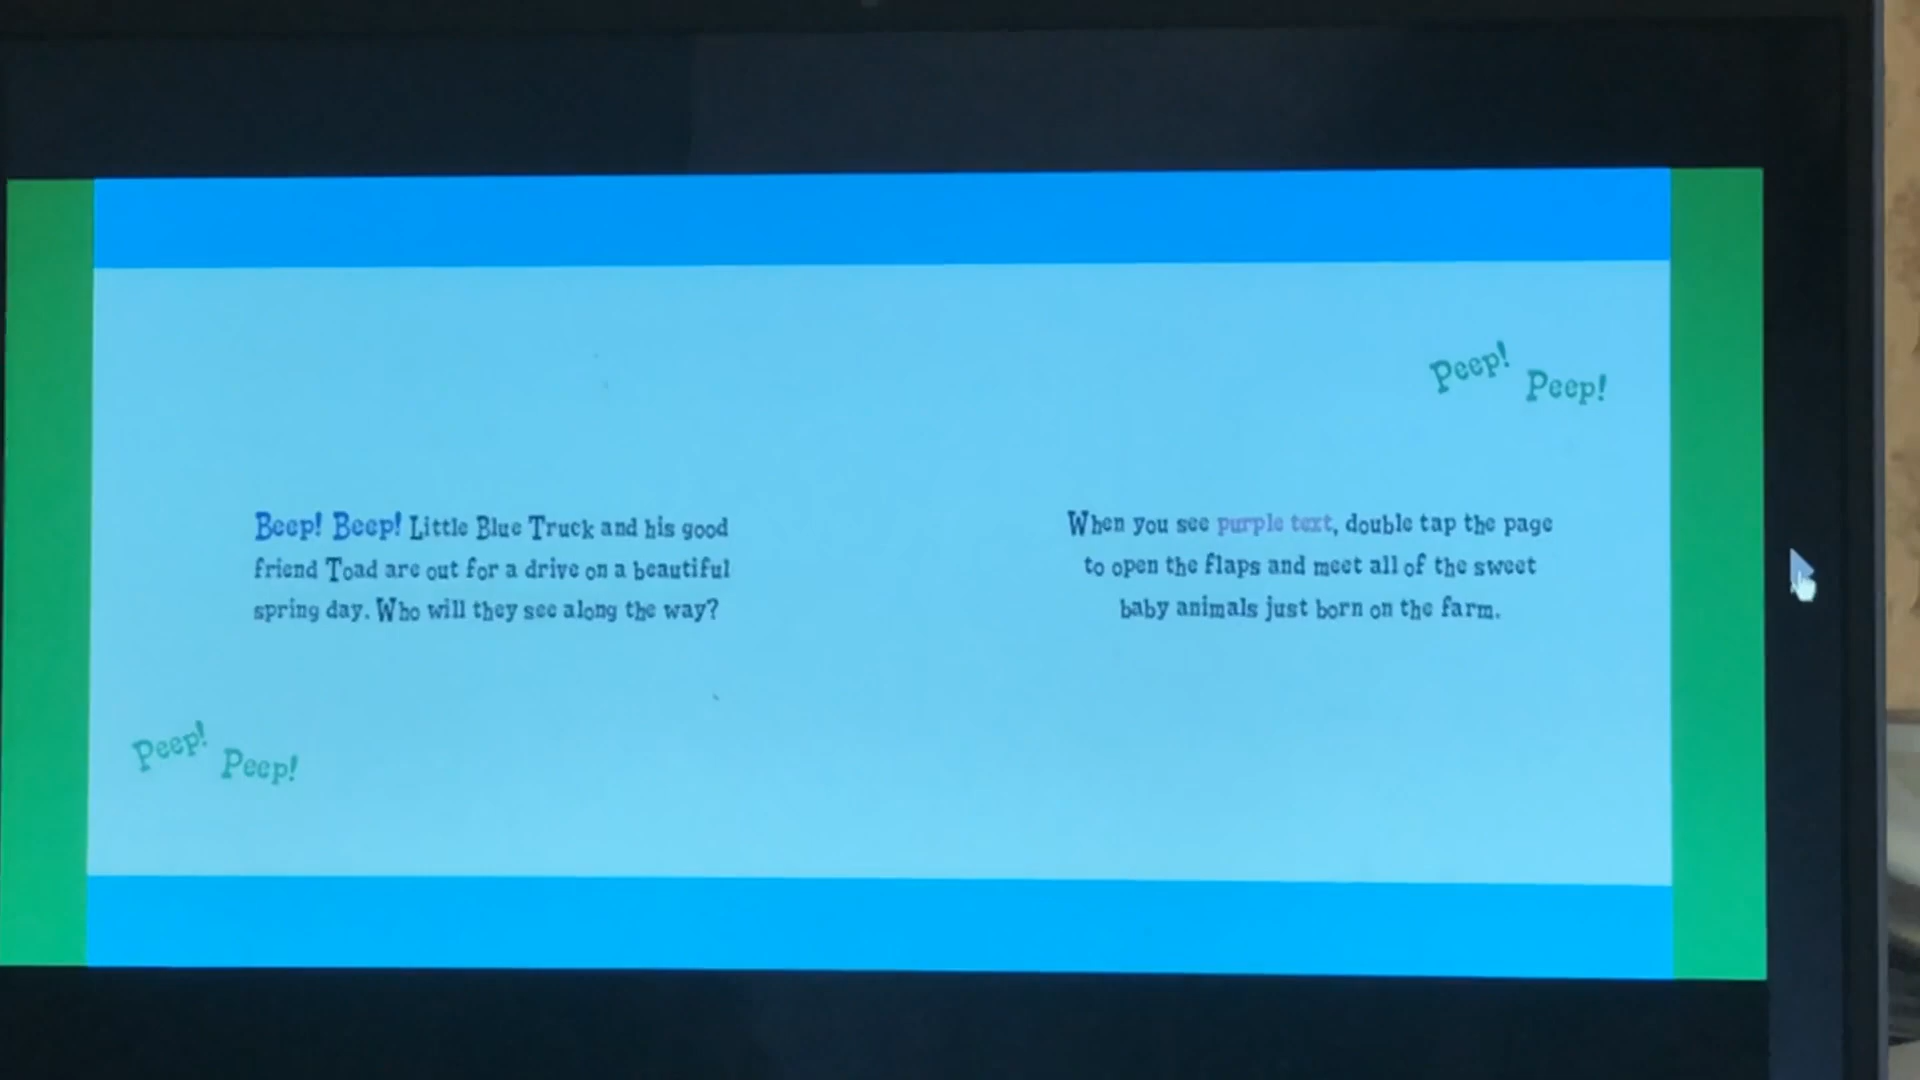 Peep!
Peep!
Beep! Beep! Little Blue Truck and his good
friend Toad are out for a drive on a beautiful
spring day. Who will they see along the way?
Peep!
Peep!
When you see purple text, double tap the page
to open the flaps and meet all of the sweet
baby animals just born on the farm.